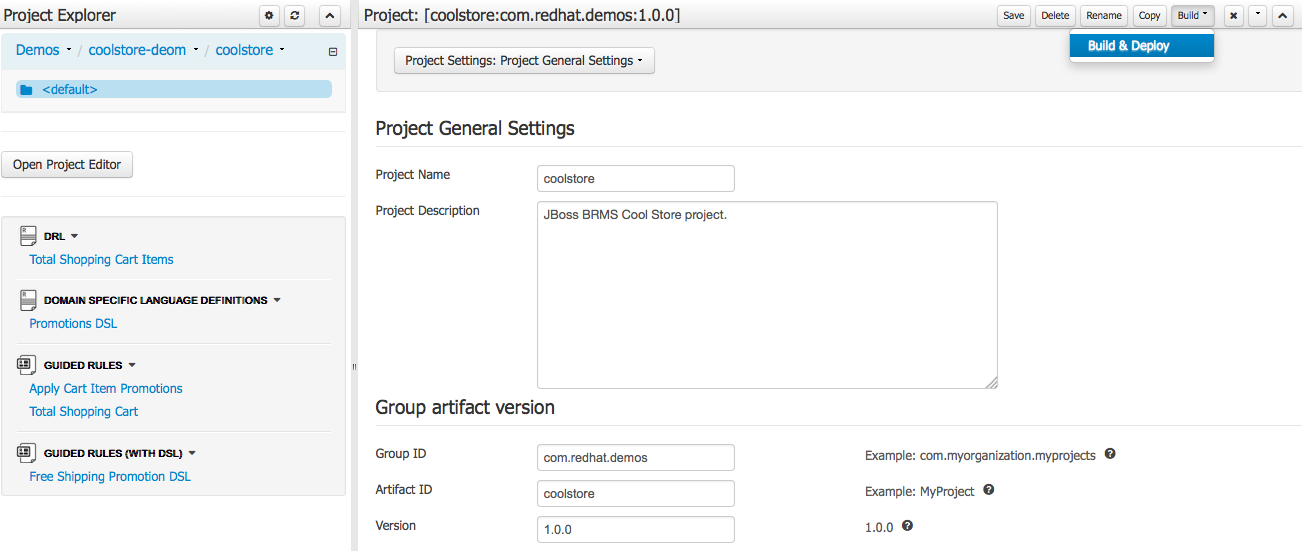 Project Explorer
Demos / coolstore-deom / coolstore
<default>
Open Project Editor
DRL
Total Shopping Cart Items
DOMAIN SPECIFIC LANGUAGE DEFINITIONS
Promotions DSL
GUIDED RULES
Apply Cart Item Promotions
Total Shopping Cart
GUIDED RULES (WITH DSL)
Free Shipping Promotion DSL
Project: [coolstore:com.redhat.demos:1.0.0]
Save Delete Rename Copy Build
Build & Deploy
Project Settings: Project General Settings
Project General Settings
Project Name coolstore
Project Description JBoss BRMS Cool Store project.
Group artifact version
Group ID com.redhat.demos Example: com.myorganization.myprojects
Artifact ID coolstore Example: MyProject
Version 1.0.0 1.0.0